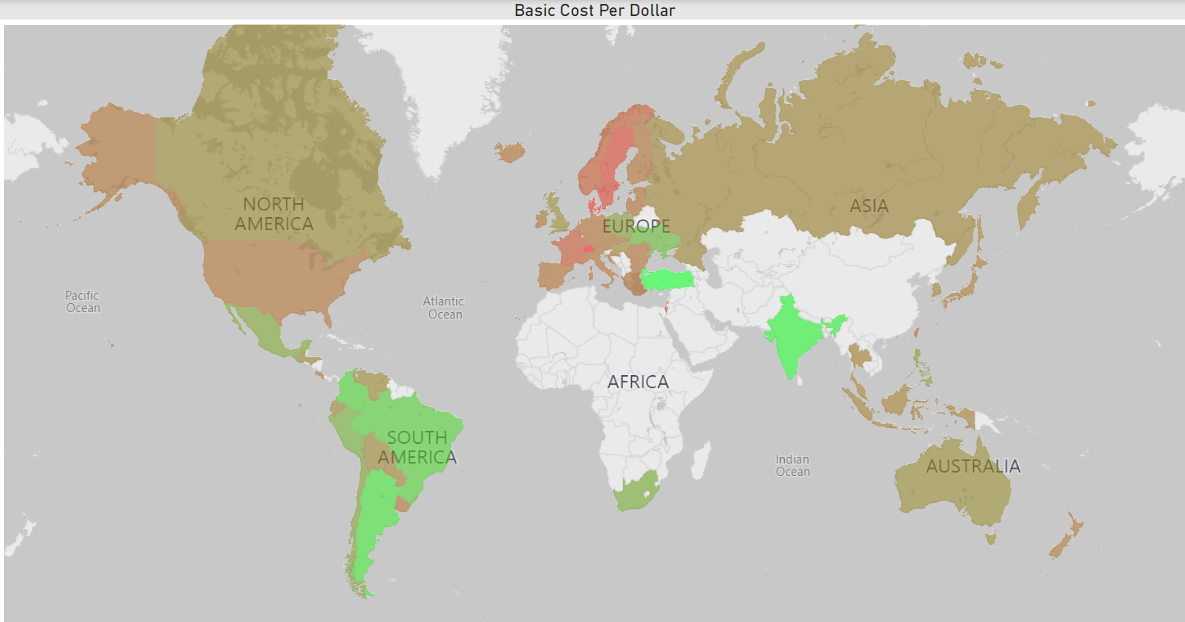 Basic Cost Per Dollar
NORTH
AMERICA
ASIA
EUROPE
Pacific
Ocean
Atlantic
Ocean
AFRICA
SOUTH
AMERICA
Indian
Ocean
AUSTRALIA